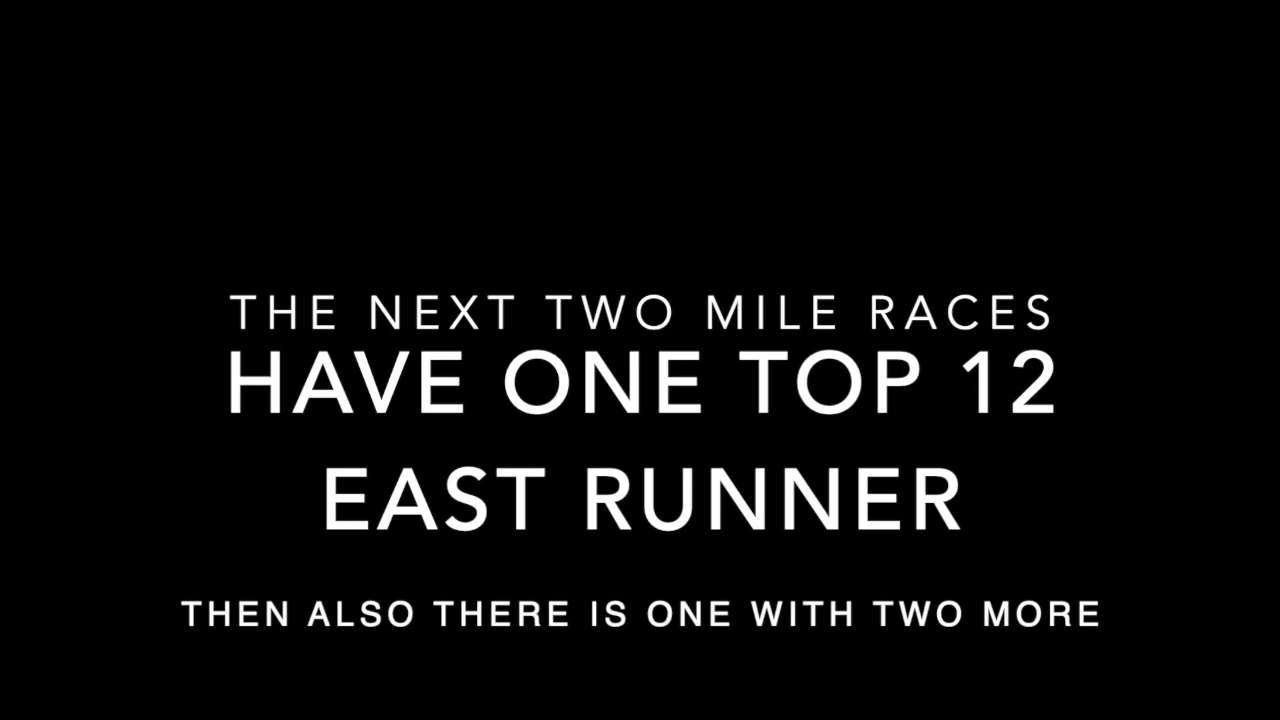 THE NEXT TWO MILE RACES
HAVE ONE TOP 12
EAST RUNNER
THEN ALSO THERE IS ONE WITH TWO MORE